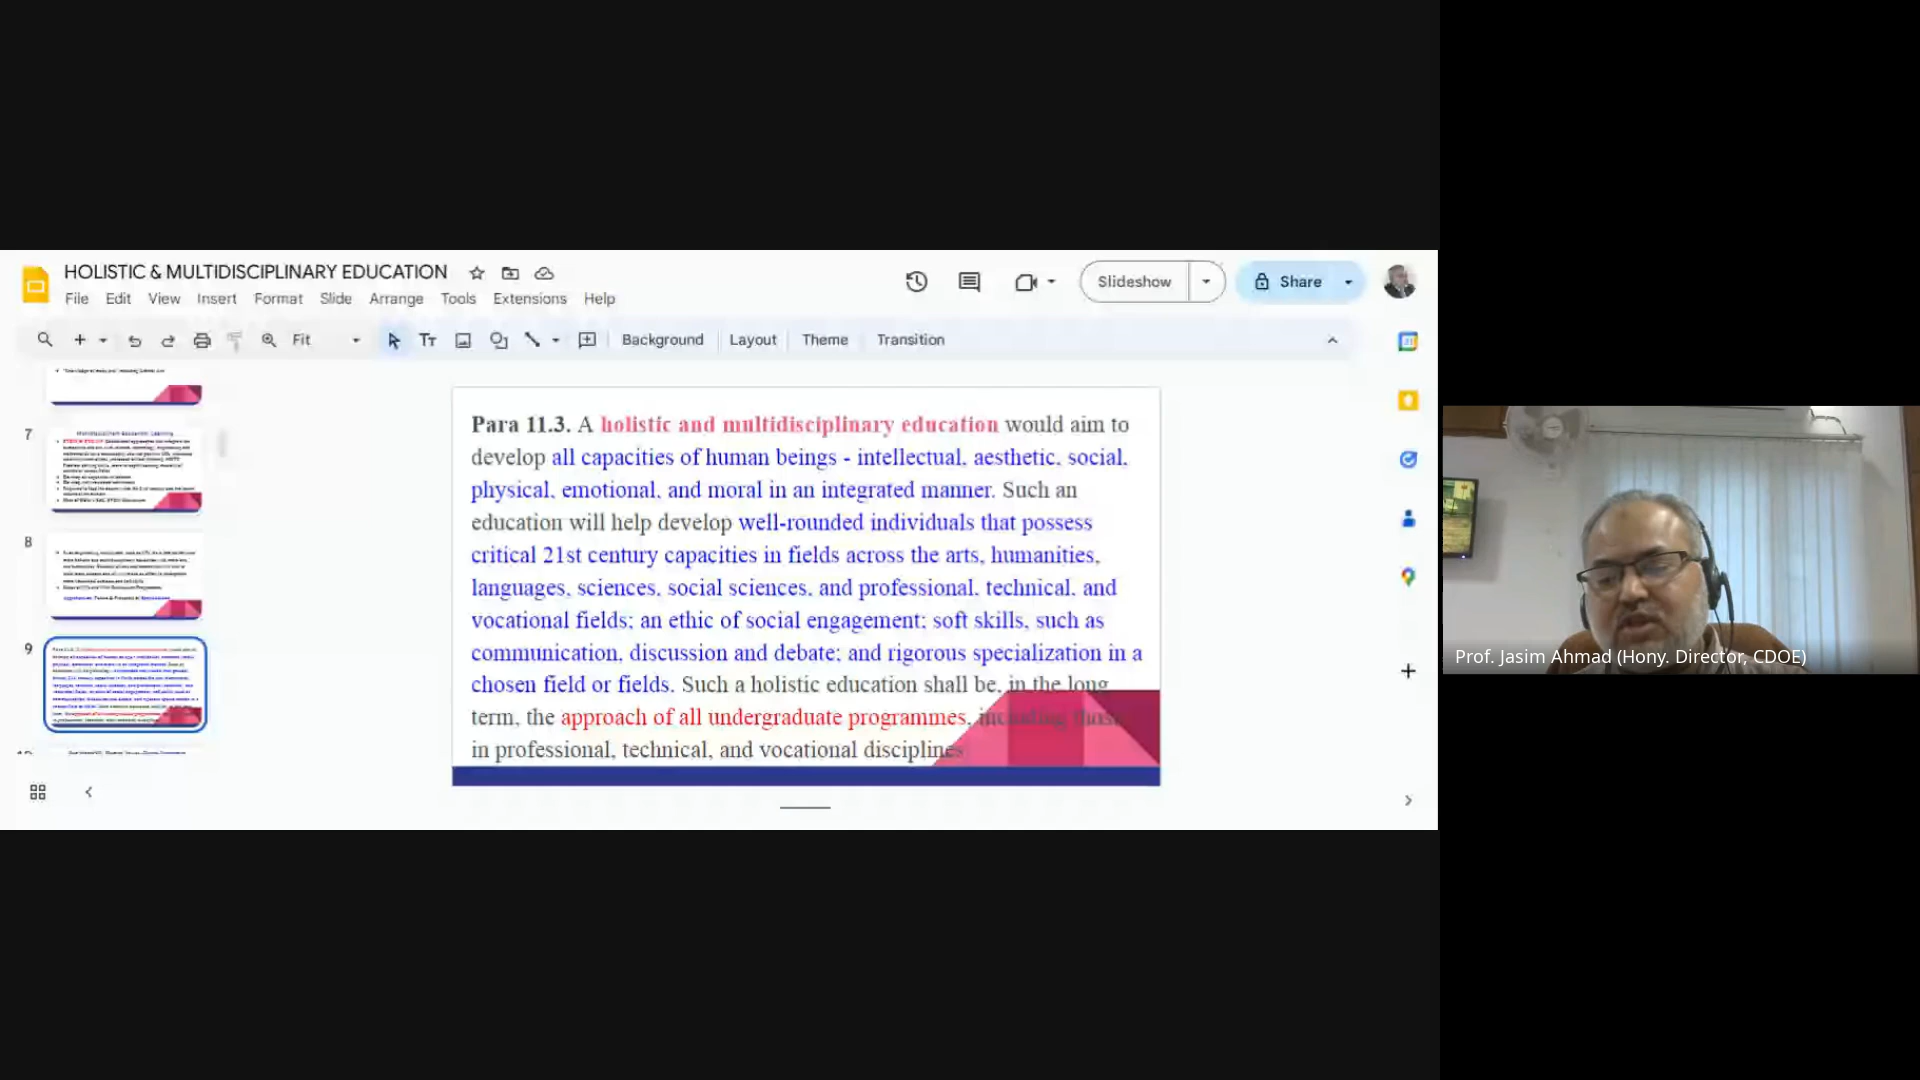 HOLISTIC & MULTIDISCIPLINARY EDUCATION
File Edit View Insert Format Slide Arrange Tools Extensions Help
Slideshow
Share
Fit
Background Layout Theme Transition
7
8
9
Para 11.3. A holistic and multidisciplinary education would aim to
develop all capacities of human beings - intellectual, aesthetic, social,
physical, emotional, and moral in an integrated manner. Such an
education will help develop well-rounded individuals that possess
critical 21st century capacities in fields across the arts, humanities,
languages, sciences, social sciences, and professional, technical, and
vocational fields; an ethic of social engagement; soft skills, such as
communication, discussion and debate; and rigorous specialization in a
chosen field or fields. Such a holistic education shall be, in the long
term, the approach of all undergraduate programmes, including those
in professional, technical, and vocational disciplines
Prof. Jasim Ahmad (Hony. Director, CDOE)